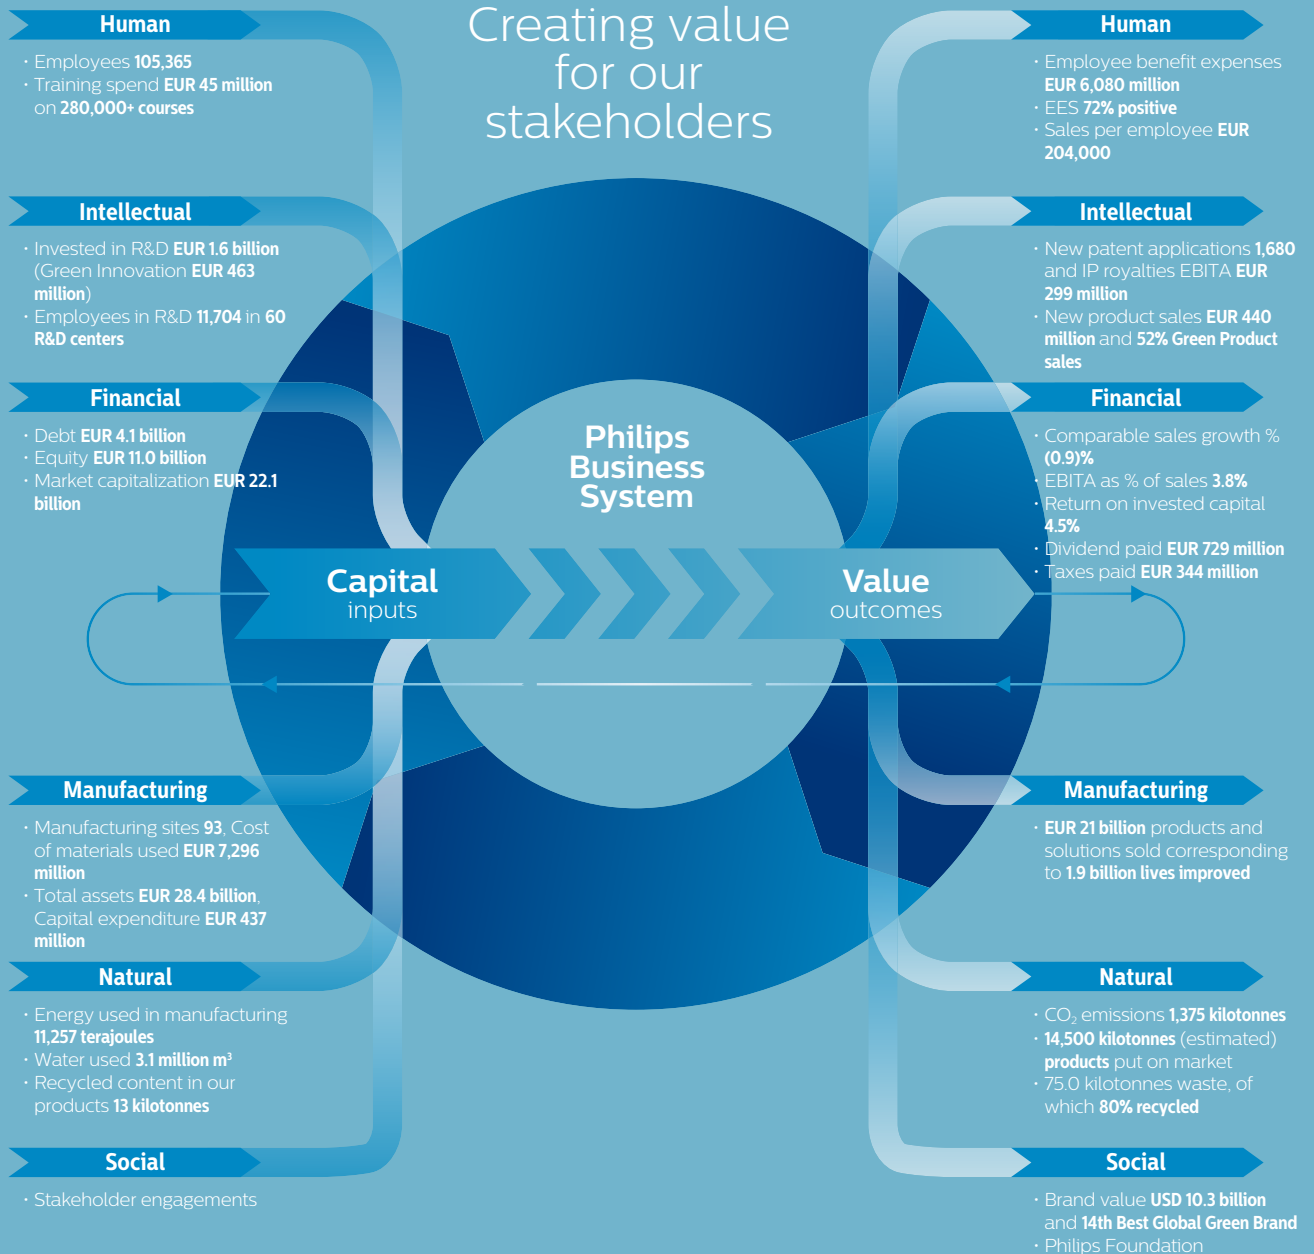 Creating value
for our
stakeholders
Human
· Employees 105,365
· Training spend EUR 45 million
on 280,000+ courses
Intellectual
· Invested in R&D EUR 1.6 billion
(Green Innovation EUR 463
million)
· Employees in R&D 11,704 in 60
R&D centers
Financial
· Debt EUR 4.1 billion
· Equity EUR 11.0 billion
· Market capitalization EUR 22.1
billion
Manufacturing
· Manufacturing sites 93, Cost
of materials used EUR 7,296
million
· Total assets EUR 28.4 billion,
Capital expenditure EUR 437
million
Natural
· Energy used in manufacturing
11,257 terajoules
· Water used 3.1 million m³
· Recycled content in our
products 13 kilotonnes
Social
· Stakeholder engagements
Philips
Business
System
Capital
inputs
Value
outcomes
Human
· Employee benefit expenses
EUR 6,080 million
· EES 72% positive
· Sales per employee EUR
204,000
Intellectual
· New patent applications 1,680
and IP royalties EBITA EUR
299 million
· New product sales EUR 440
million and 52% Green Product
sales
Financial
· Comparable sales growth %
(0.9)%
· EBITA as % of sales 3.8%
· Return on invested capital
4.5%
· Dividend paid EUR 729 million
· Taxes paid EUR 344 million
Manufacturing
· EUR 21 billion products and
solutions sold corresponding
to 1.9 billion lives improved
Natural
· CO₂ emissions 1,375 kilotonnes
· 14,500 kilotonnes (estimated)
products put on market
· 75.0 kilotonnes waste, of
which 80% recycled
Social
· Brand value USD 10.3 billion
and 14th Best Global Green Brand
· Philips Foundation